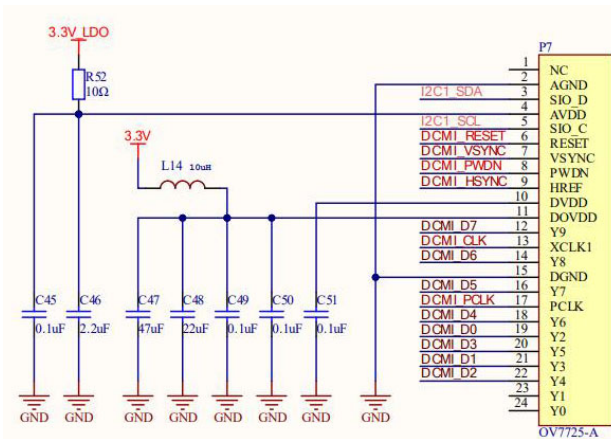 3.3V_LDO
R52
10Ω
3.3V
L14 10uH
C45
0.1uF
C46
2.2uF
C47
47uF
C48
22uF
C49
0.1uF
C50
0.1uF
C51
0.1uF
GND
GND
GND
GND
GND
GND
GND
GND
P7
1 NC
2 AGND
I2C1_SDA 3 SIO_D
4 AVDD
I2C1_SCL 5 SIO_C
DCMI_RESET 6 RESET
DCMI_VSYNC 7 VSYNC
DCMI_PWDN 8 PWDN
DCMI_HSYNC 9 HREF
10 DVDD
11 DOVDD
DCMI_D7 12 Y9
DCMI_CLK 13 XCLK1
DCMI_D6 14 Y8
15 DGND
DCMI_D5 16 Y7
DCMI_PCLK 17 PCLK
DCMI_D4 18 Y6
DCMI_D0 19 Y2
DCMI_D3 20 Y5
DCMI_D1 21 Y3
DCMI_D2 22 Y4
23 Y1
24 Y0
OV7725-A